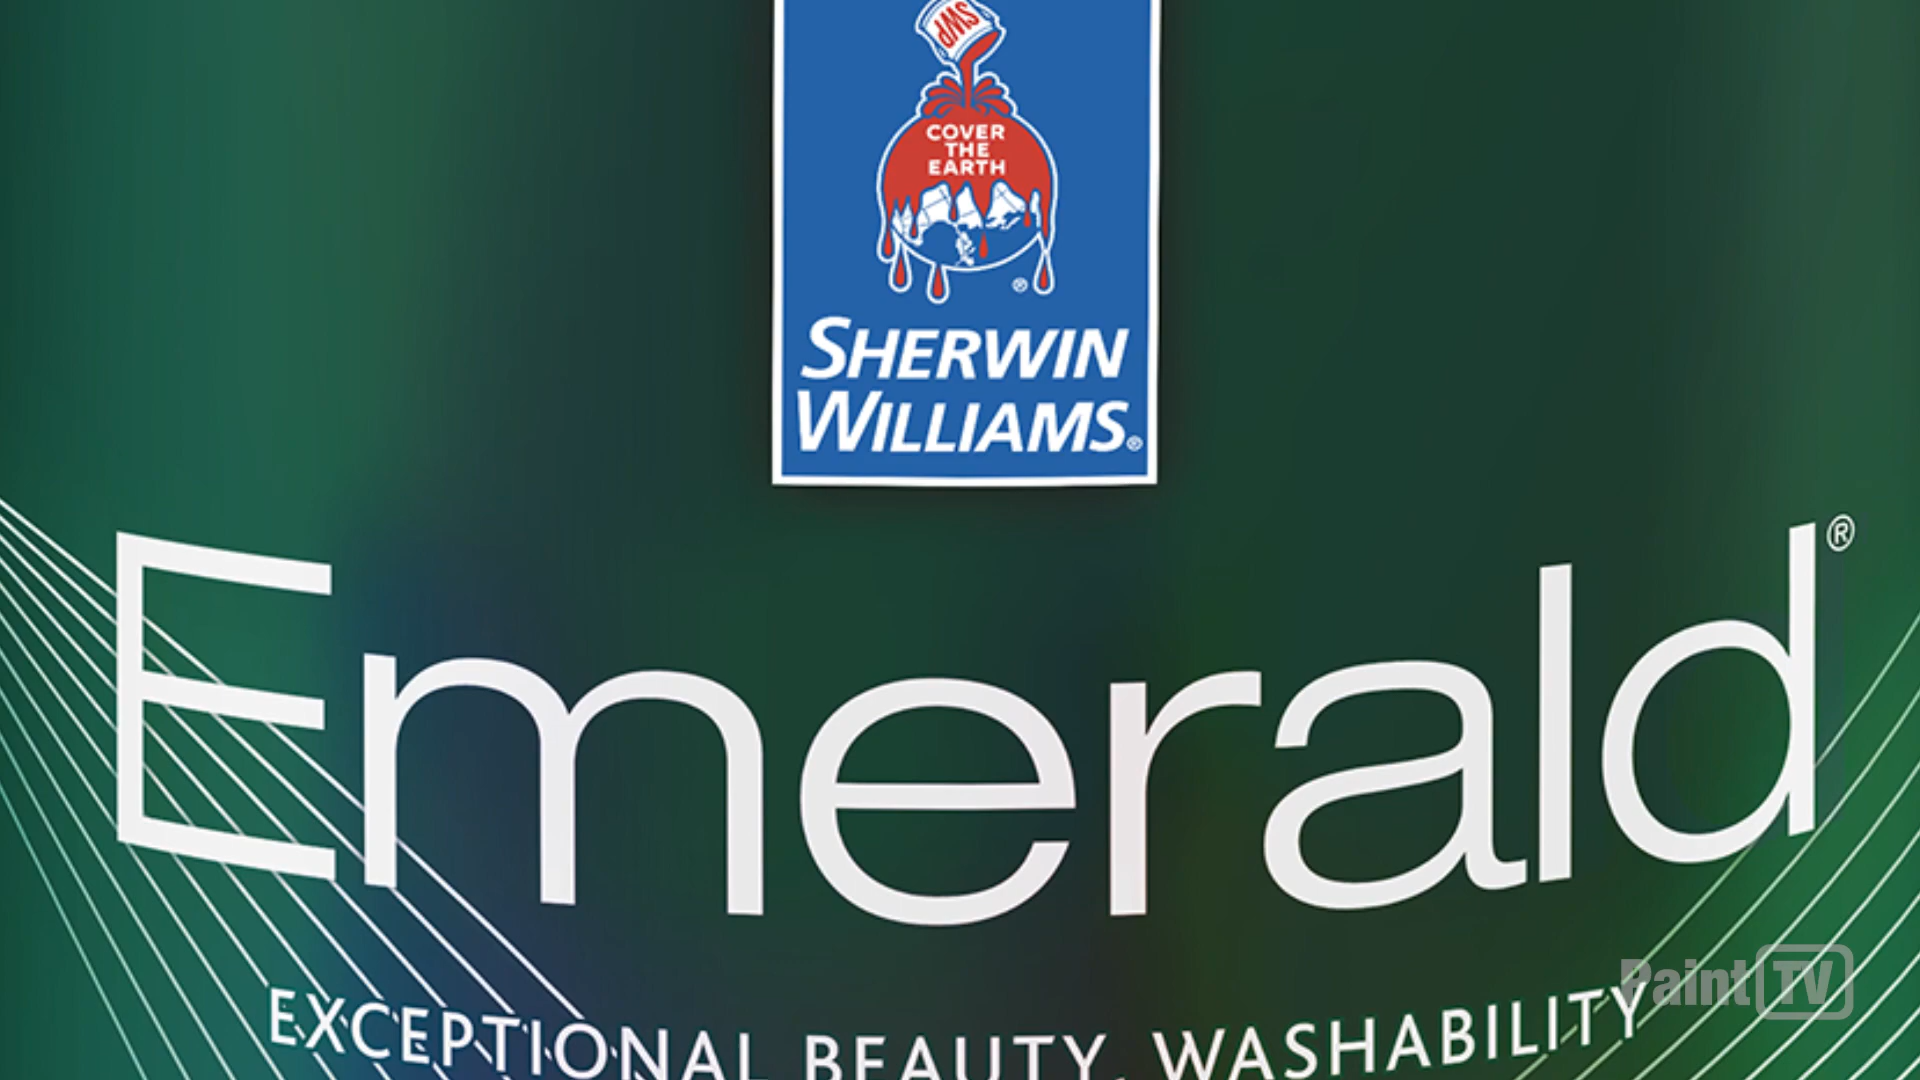 SWP
COVER
THE
EARTH
®
SHERWIN
WILLIAMS®
Emerald®
EXCEPTIONAL BEAUTY, WASHABILITY
Paint TV